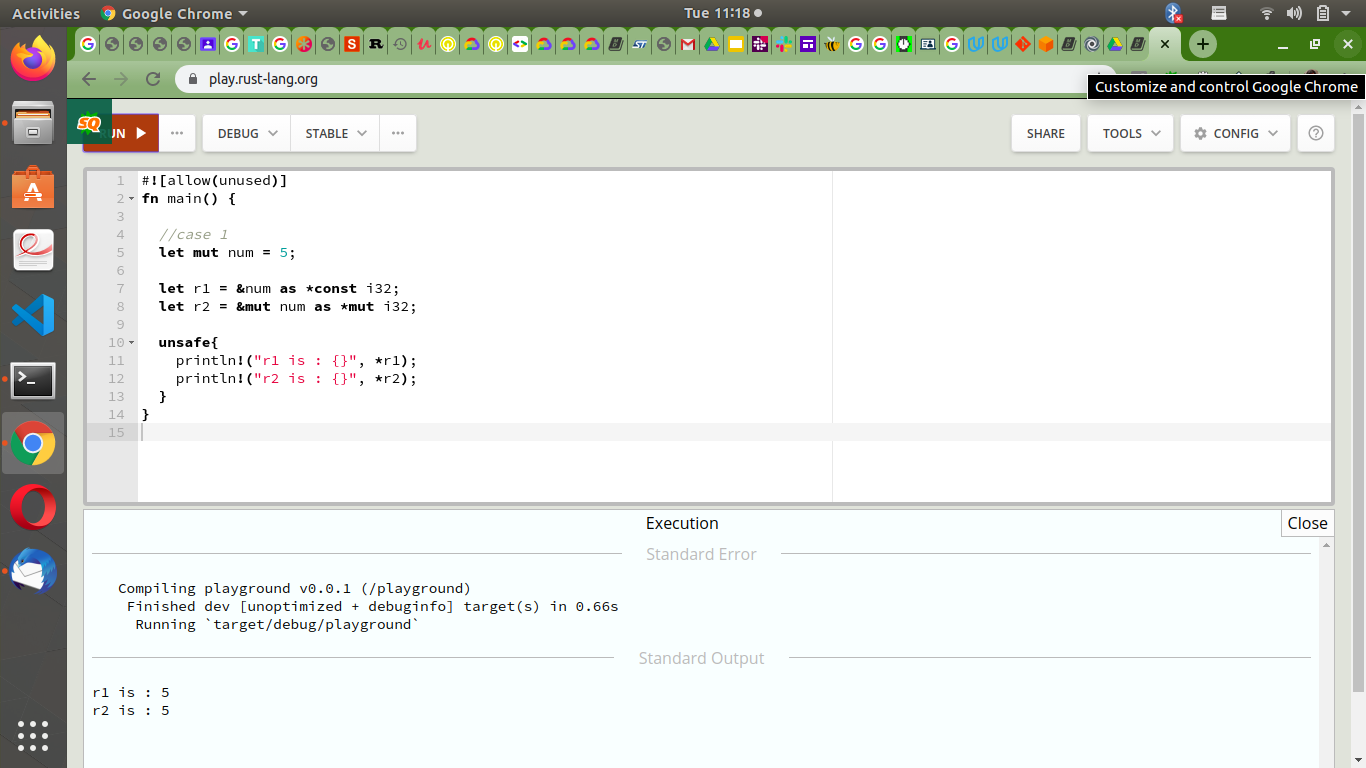 Activities Google Chrome Tue 11:18
play.rust-lang.org
Customize and control Google Chrome
SQ UN ··· DEBUG STABLE ··· SHARE TOOLS CONFIG ?
1 #![allow(unused)]
2 fn main() {
3
4 //case 1
5 let mut num = 5;
6
7 let r1 = &num as *const i32;
8 let r2 = &mut num as *mut i32;
9
10 unsafe{
11 println!("r1 is : {}", *r1);
12 println!("r2 is : {}", *r2);
13 }
14 }
15
Execution Close
Standard Error
Compiling playground v0.0.1 (/playground)
Finished dev [unoptimized + debuginfo] target(s) in 0.66s
Running `target/debug/playground`
Standard Output
r1 is : 5
r2 is : 5